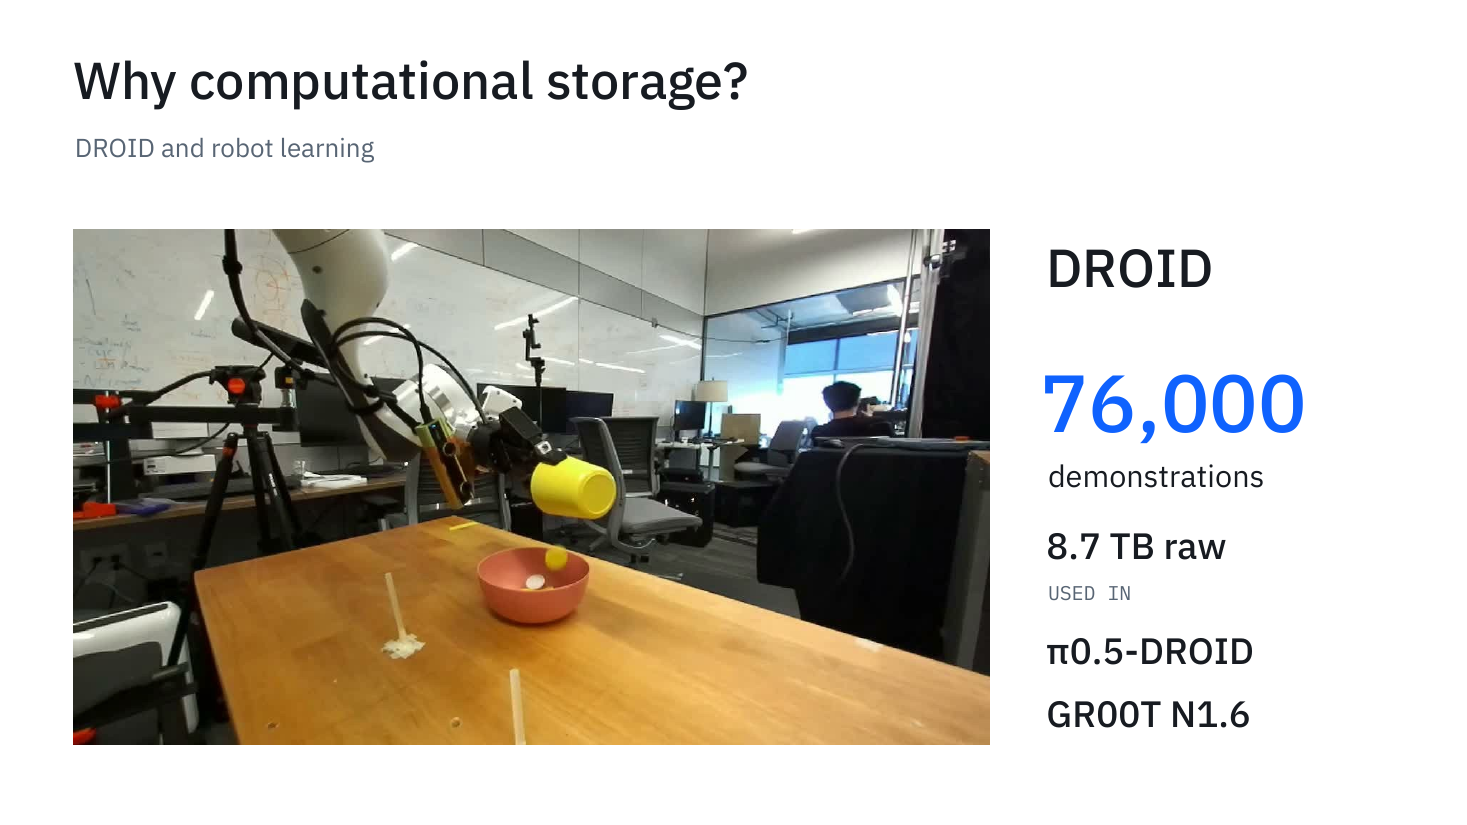 Why computational storage?
DROID and robot learning
DROID
76,000
demonstrations
8.7 TB raw
USED IN
π0.5-DROID
GR00T N1.6